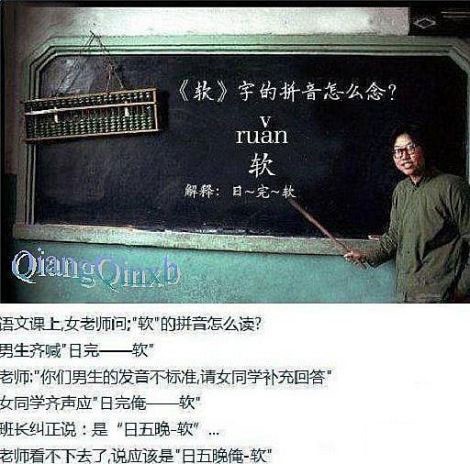 《软》字的拼音怎么念?
ruǎn
软
解释: 日~完~软
QiangQinxb
语文课上,女老师问;"软"的拼音怎么读?
男生齐喊"日完——软"
老师:"你们男生的发音不标准,请女同学补充回答"
女同学齐声应"日完俺——软"
班长纠正说：是“日五晚-软”...
老师看不下去了,说应该是"日五晚俺-软"